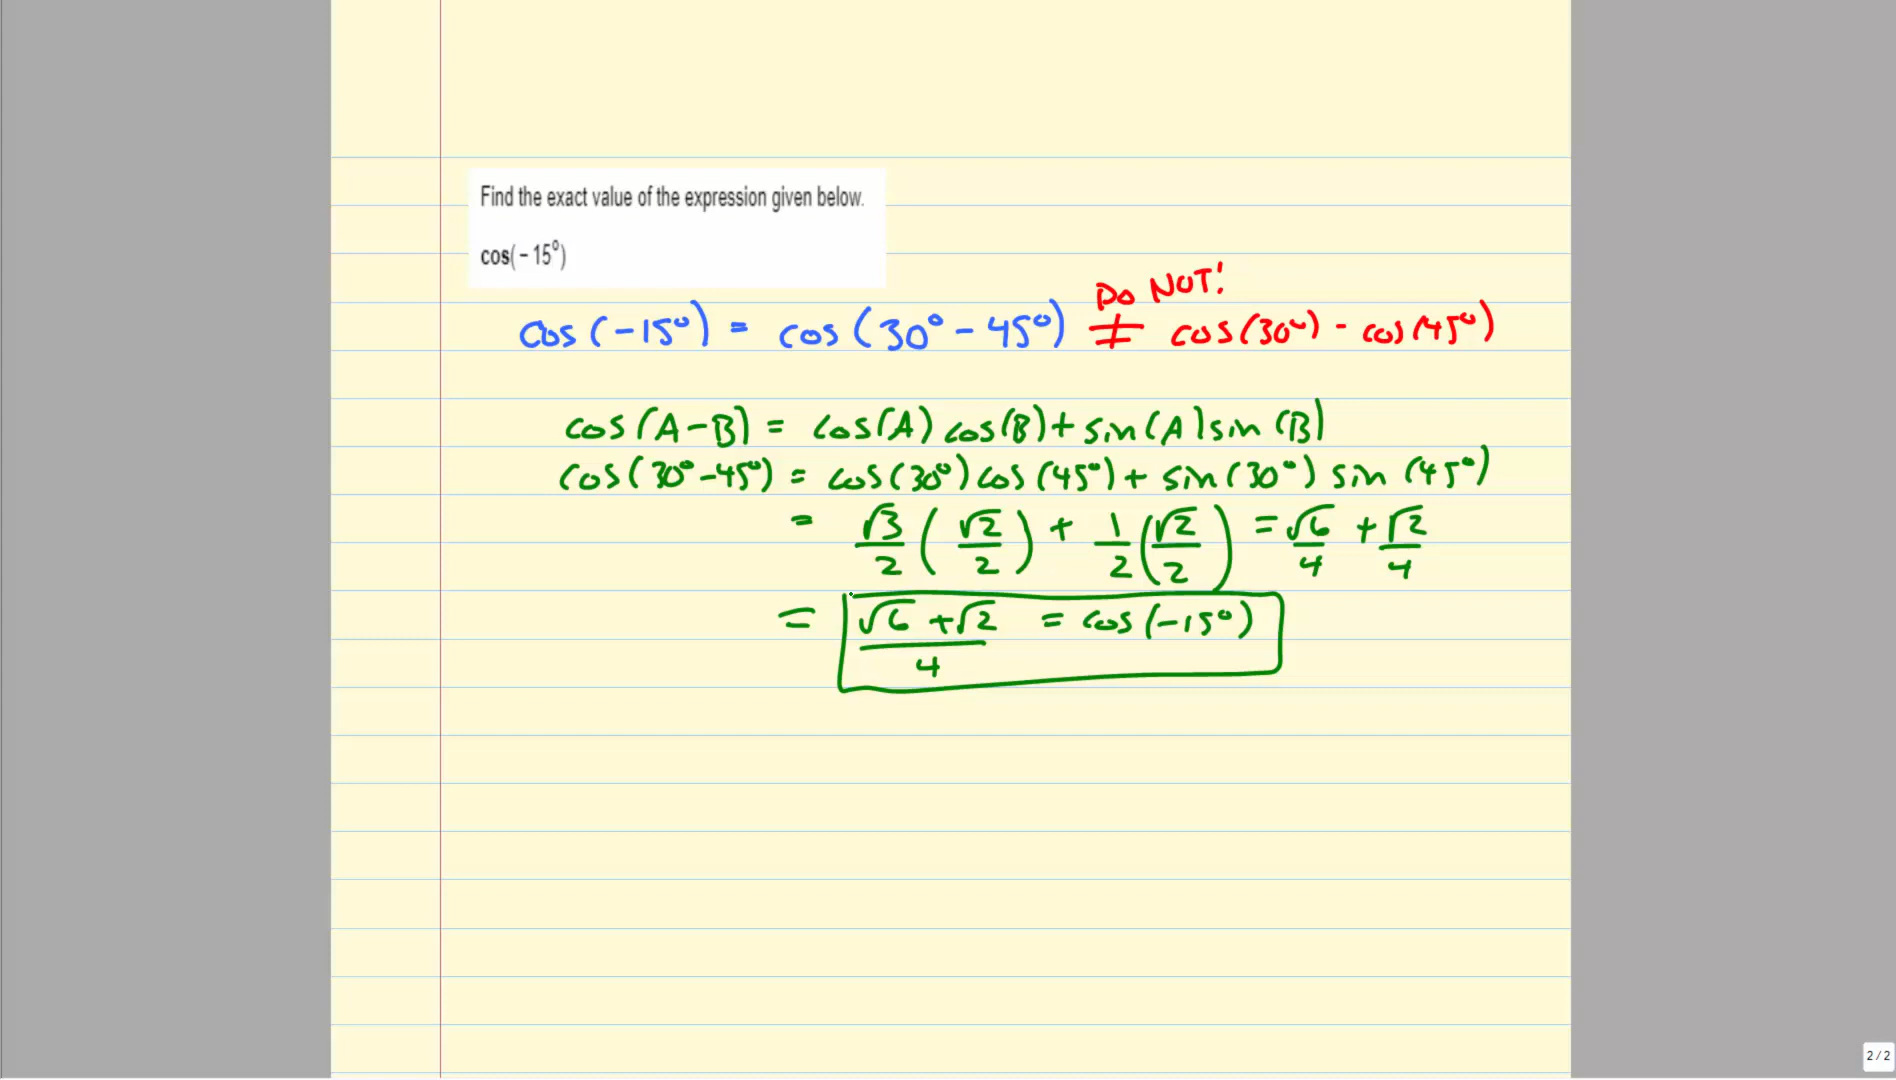 Find the exact value of the expression given below.
cos(−15⁰)
DO NOT!
cos(-15°) = cos(30° - 45°) ≠ cos(30°) - cos(45°)
cos(A-B) = cos(A) cos(B) + sin(A) sin(B)
cos(30°-45°) = cos(30°) cos(45°) + sin(30°) sin(45°)
= √3/2 (√2/2) + 1/2 (√2/2) = √6/4 + √2/4
= (√6 + √2)/4 = cos(-15°)
2 / 2